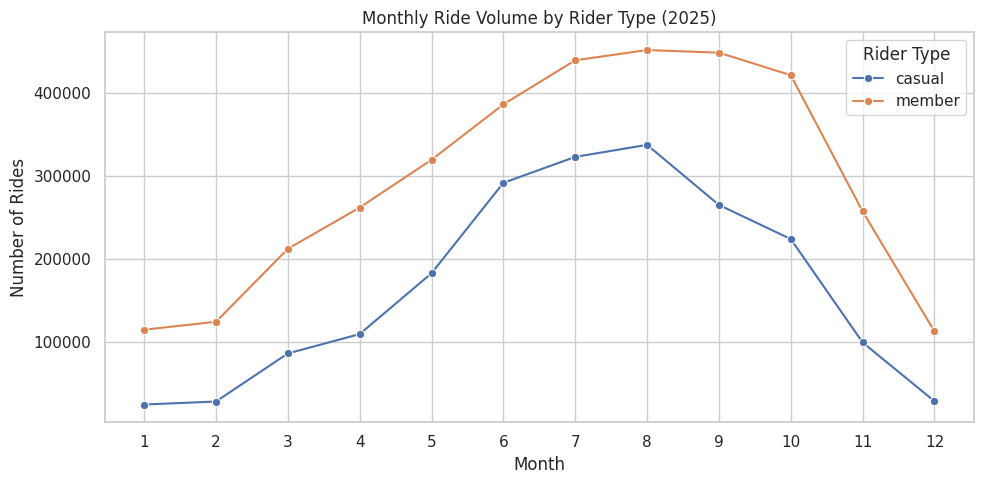 Monthly Ride Volume by Rider Type (2025)
Rider Type
casual
member
Number of Rides
400000
300000
200000
100000
1 2 3 4 5 6 7 8 9 10 11 12
Month